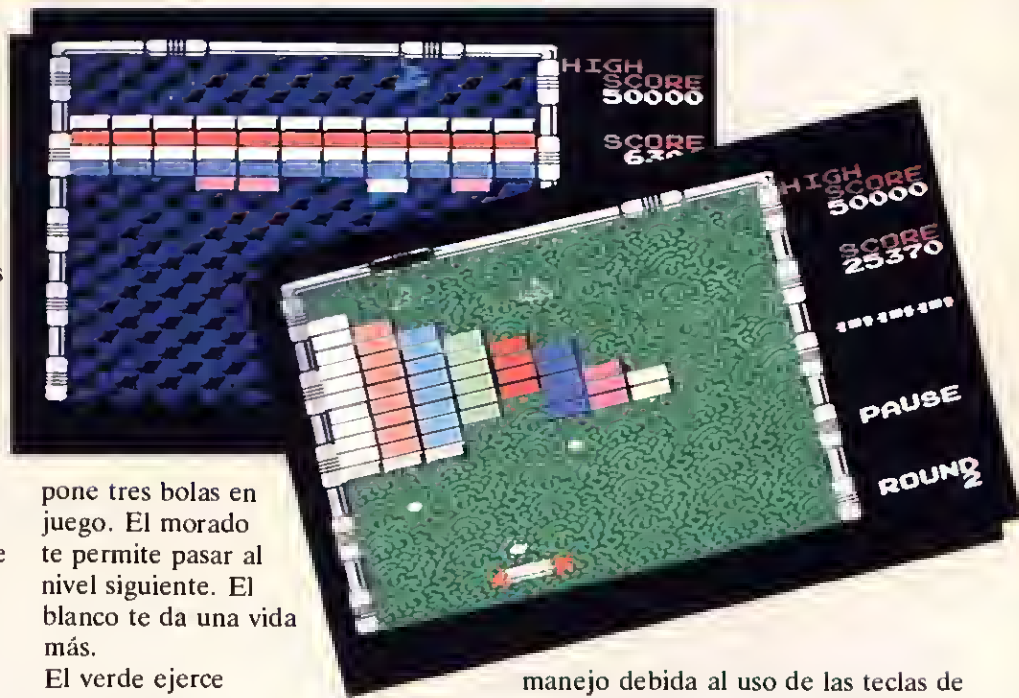 HIGH
SCORE
50000
SCORE
HIGH
SCORE
50000
SCORE
25370
PAUSE
ROUND
2
pone tres bolas en
juego. El morado
te permite pasar al
nivel siguiente. El
blanco te da una vida
más.
El verde ejerce
manejo debida al uso de las teclas de